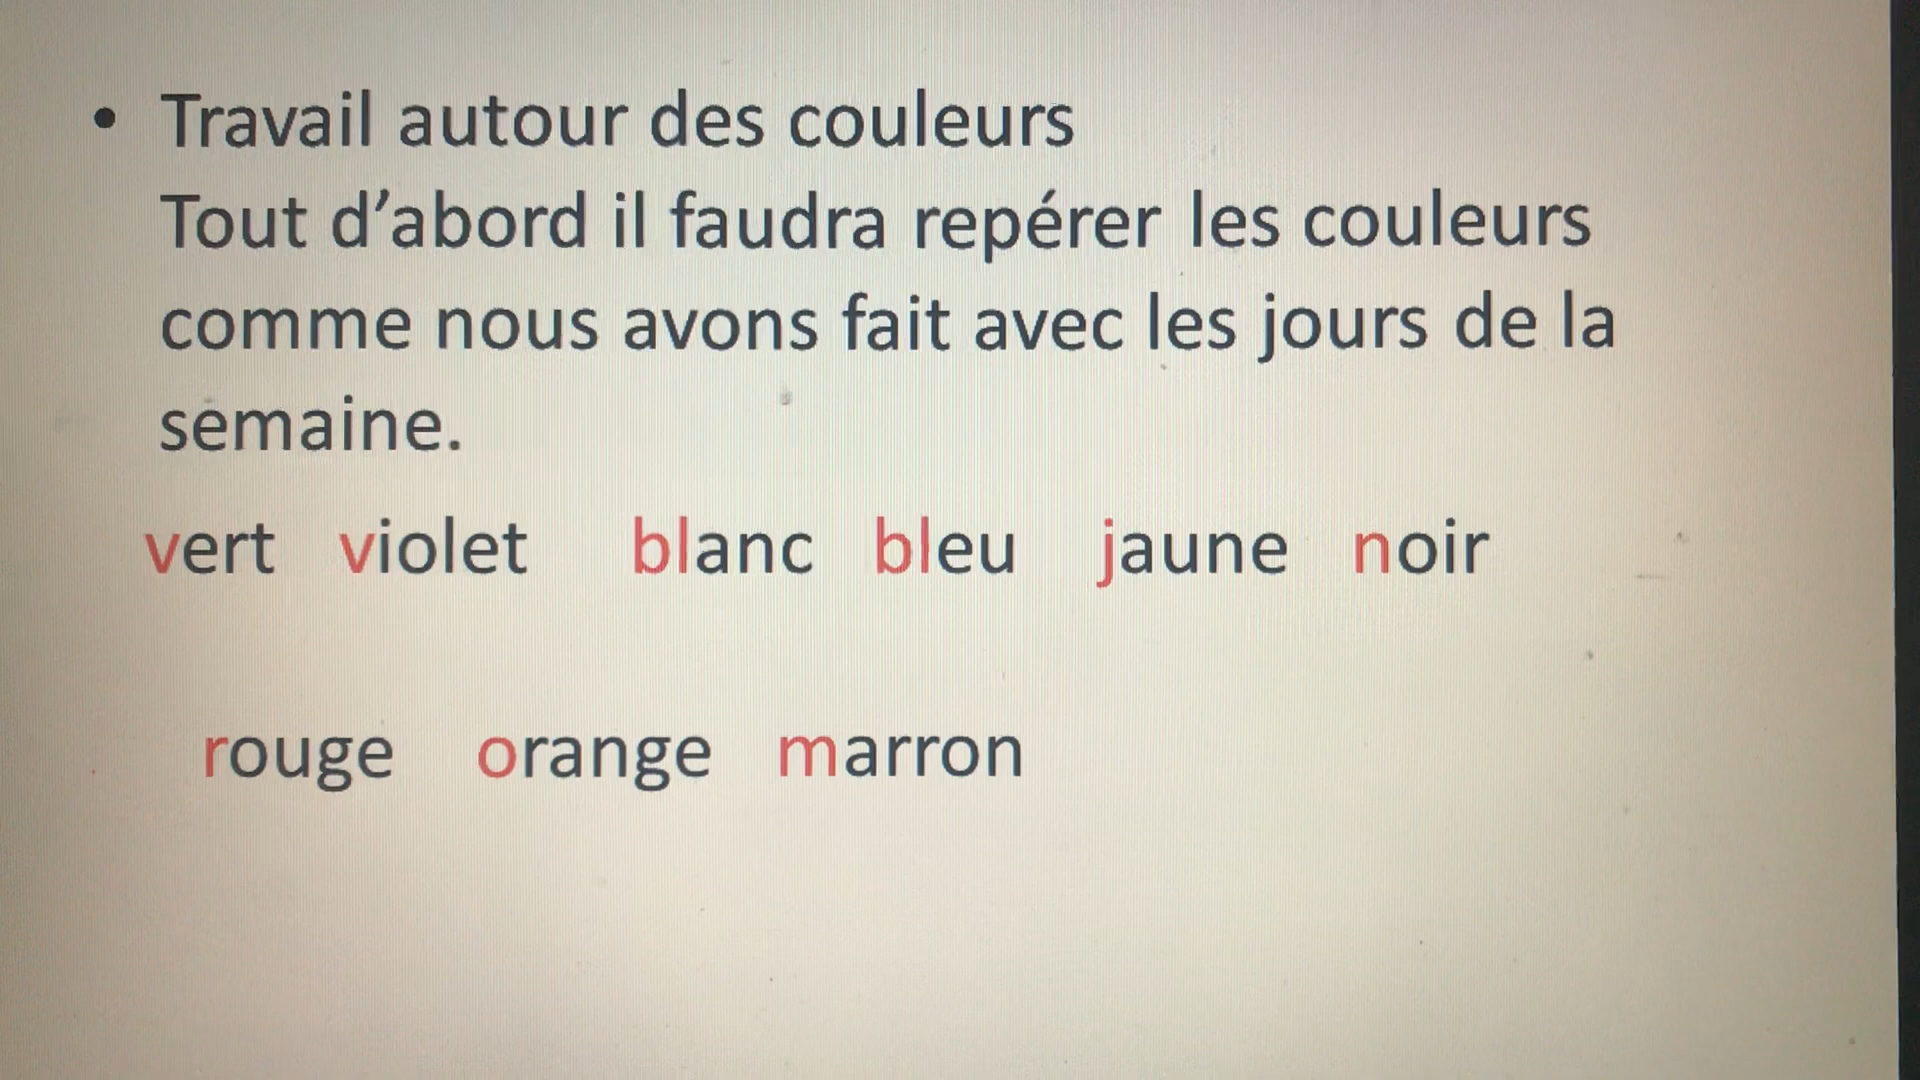 • Travail autour des couleurs
Tout d’abord il faudra repérer les couleurs
comme nous avons fait avec les jours de la
semaine.
vert violet blanc bleu jaune noir
rouge orange marron